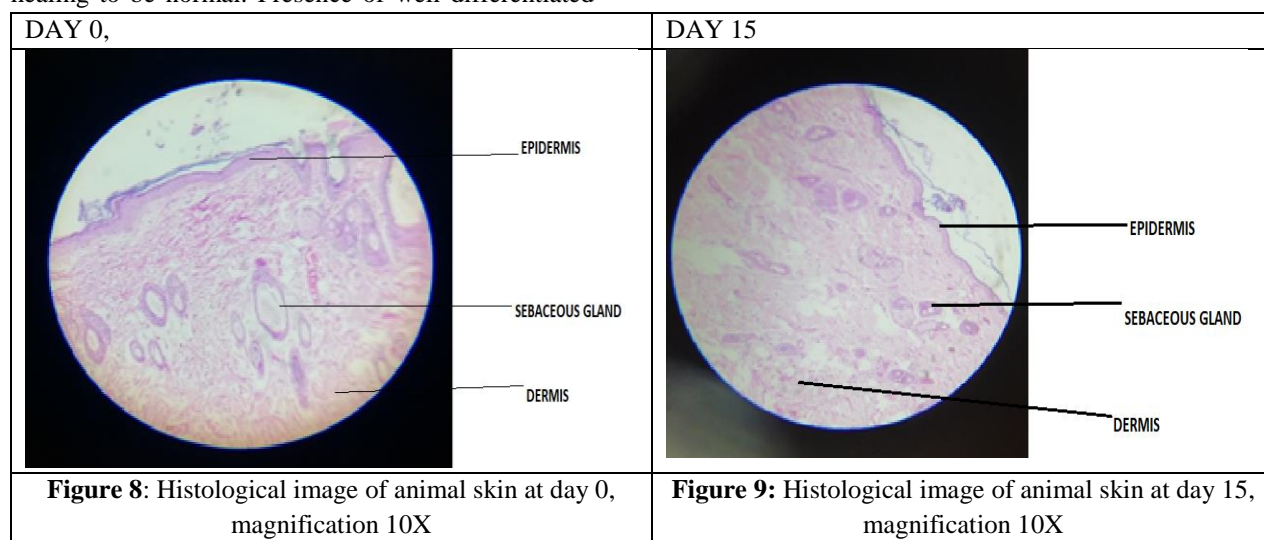 healing to be normal. Presence of well differentiated
DAY 0,
DAY 15
EPIDERMIS
SEBACEOUS GLAND
DERMIS
EPIDERMIS
SEBACEOUS GLAND
DERMIS
Figure 8: Histological image of animal skin at day 0,
magnification 10X
Figure 9: Histological image of animal skin at day 15,
magnification 10X